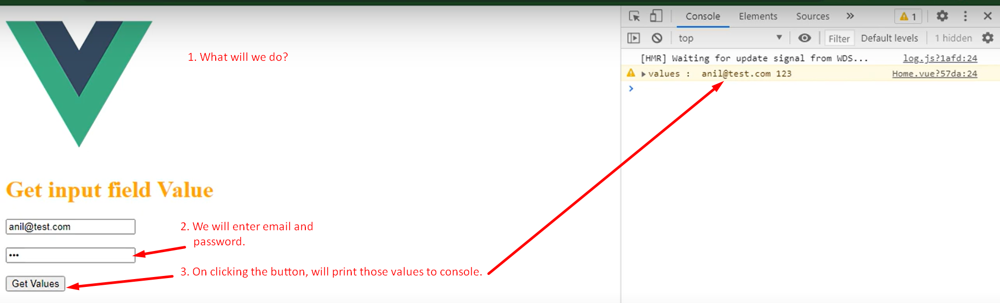 Console Elements Sources » 1
top Filter Default levels 1 hidden
[HMR] Waiting for update signal from WDS... log.js?1afd:24
values : anil@test.com 123 Home.vue?57da:24
1. What will we do?
Get input field Value
anil@test.com
•••
2. We will enter email and
password.
3. On clicking the button, will print those values to console.
Get Values